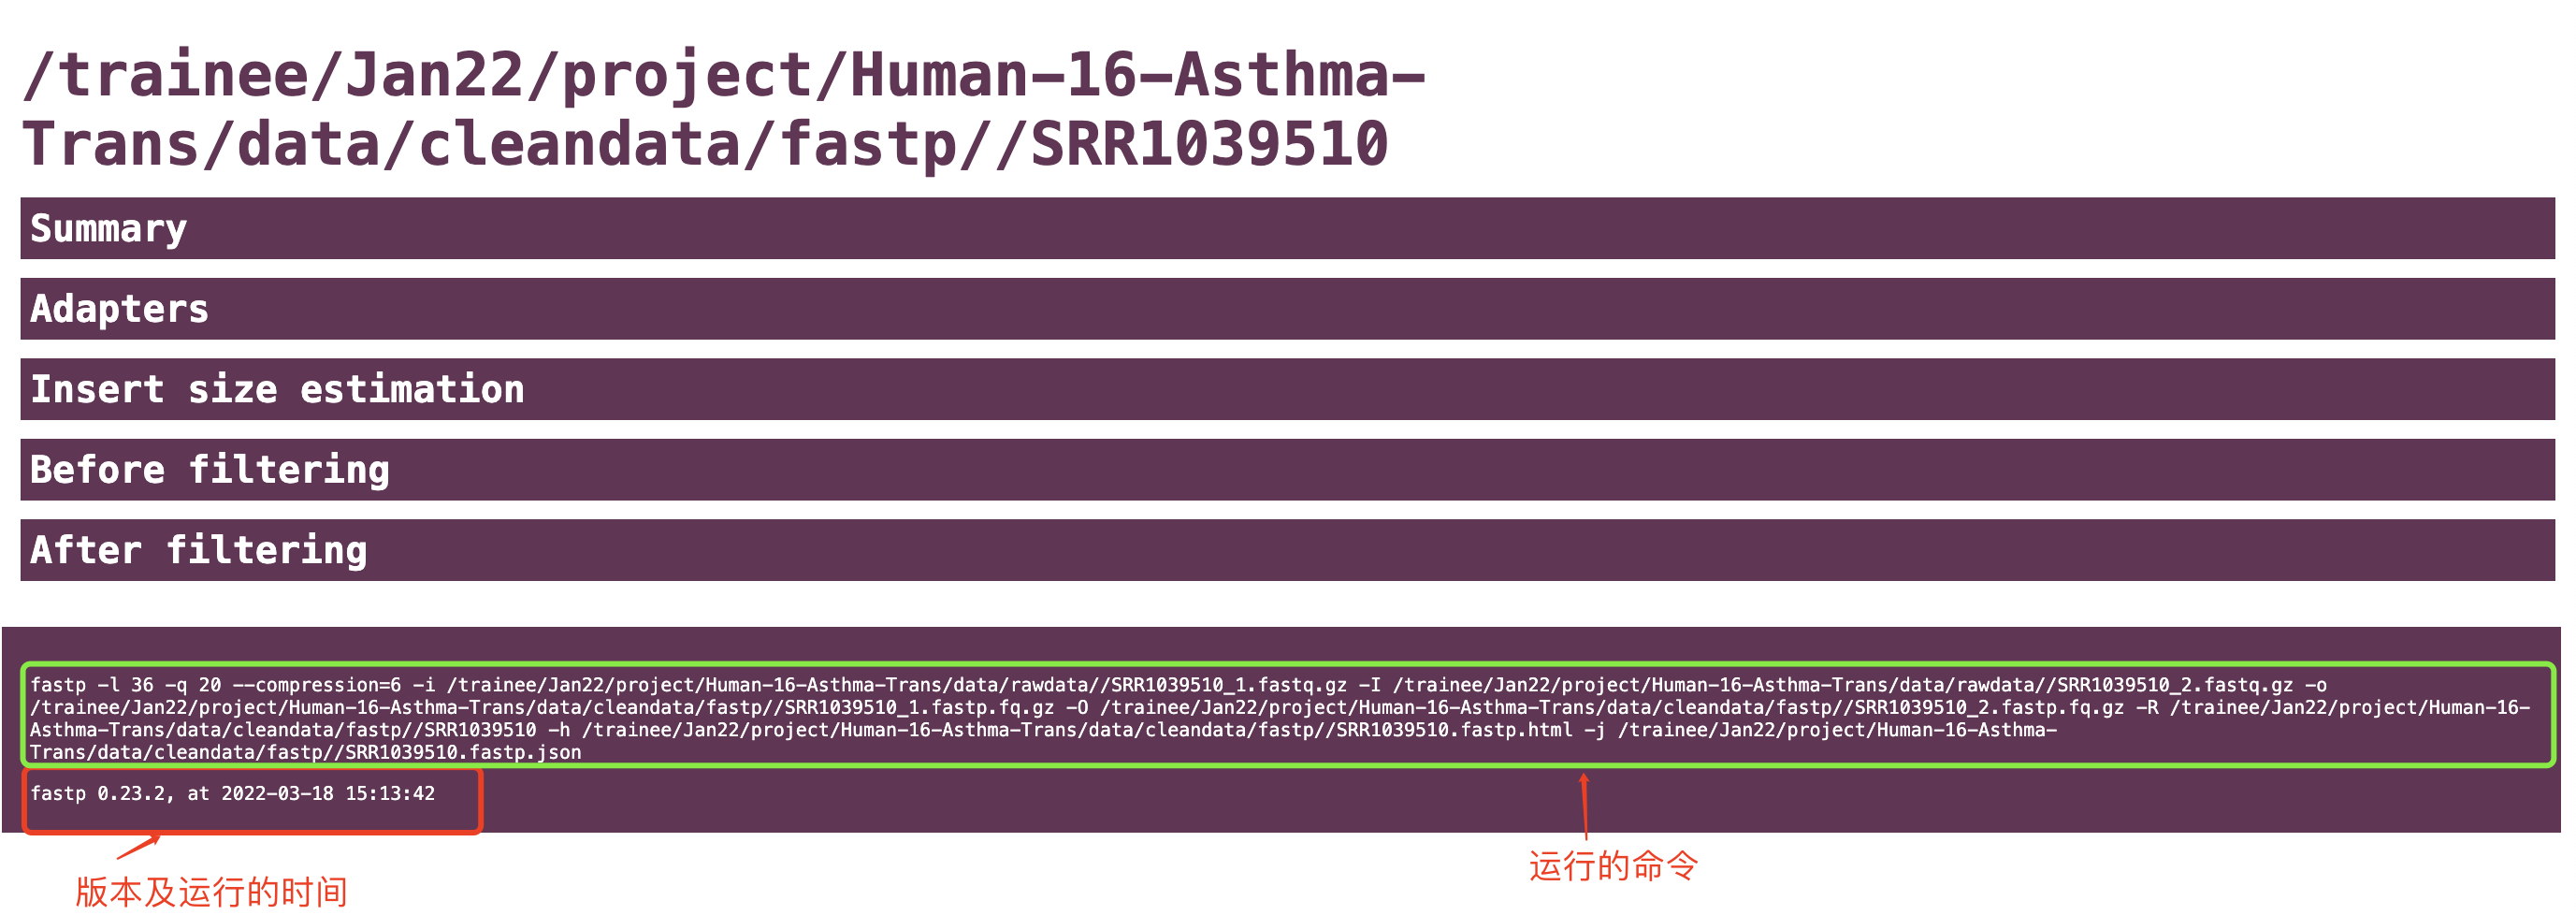 /trainee/Jan22/project/Human-16-Asthma-
Trans/data/cleandata/fastp//SRR1039510
Summary
Adapters
Insert size estimation
Before filtering
After filtering
fastp -l 36 -q 20 --compression=6 -i /trainee/Jan22/project/Human-16-Asthma-Trans/data/rawdata//SRR1039510_1.fastq.gz -I /trainee/Jan22/project/Human-16-Asthma-Trans/data/rawdata//SRR1039510_2.fastq.gz -o
/trainee/Jan22/project/Human-16-Asthma-Trans/data/cleandata/fastp//SRR1039510_1.fastp.fq.gz -O /trainee/Jan22/project/Human-16-Asthma-Trans/data/cleandata/fastp//SRR1039510_2.fastp.fq.gz -R /trainee/Jan22/project/Human-16-
Asthma-Trans/data/cleandata/fastp//SRR1039510 -h /trainee/Jan22/project/Human-16-Asthma-Trans/data/cleandata/fastp//SRR1039510.fastp.html -j /trainee/Jan22/project/Human-16-Asthma-
Trans/data/cleandata/fastp//SRR1039510.fastp.json
fastp 0.23.2, at 2022-03-18 15:13:42
运行的命令
版本及运行的时间